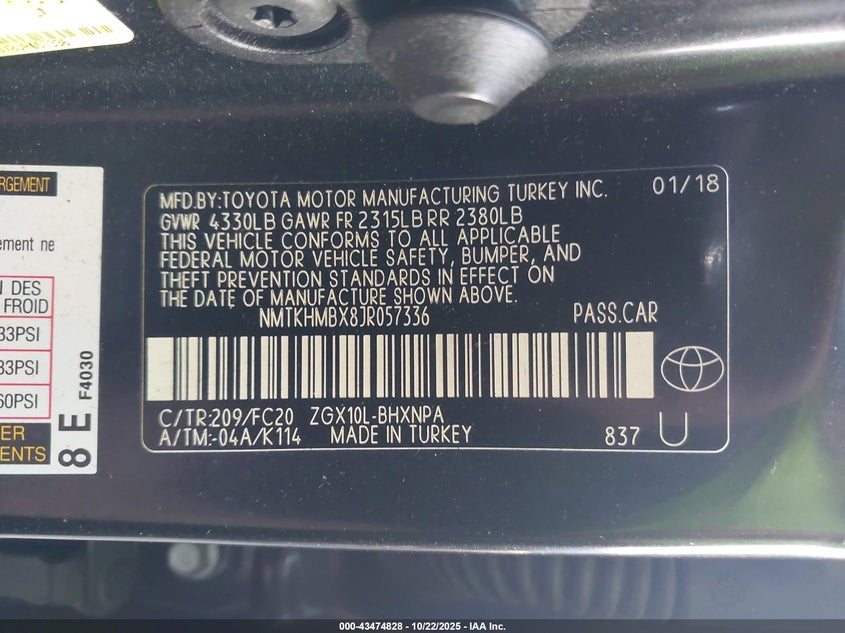 MFD.BY:TOYOTA MOTOR MANUFACTURING TURKEY INC. 01/18
GVWR 4330LB GAWR FR 2315LB RR 2380LB
THIS VEHICLE CONFORMS TO ALL APPLICABLE
FEDERAL MOTOR VEHICLE SAFETY, BUMPER, AND
THEFT PREVENTION STANDARDS IN EFFECT ON
THE DATE OF MANUFACTURE SHOWN ABOVE.
NMTKHMBX8JR057336 PASS.CAR
C/TR:209/FC20 ZGX10L-BHXNPA
A/TM:-04A/K114 MADE IN TURKEY 837 U
RGEMENT
ement ne
N DES
FROID
33PSI
33PSI
60PSI
ER
ENTS
8 E F4030
000-43474828 - 10/22/2025 - IAA Inc.